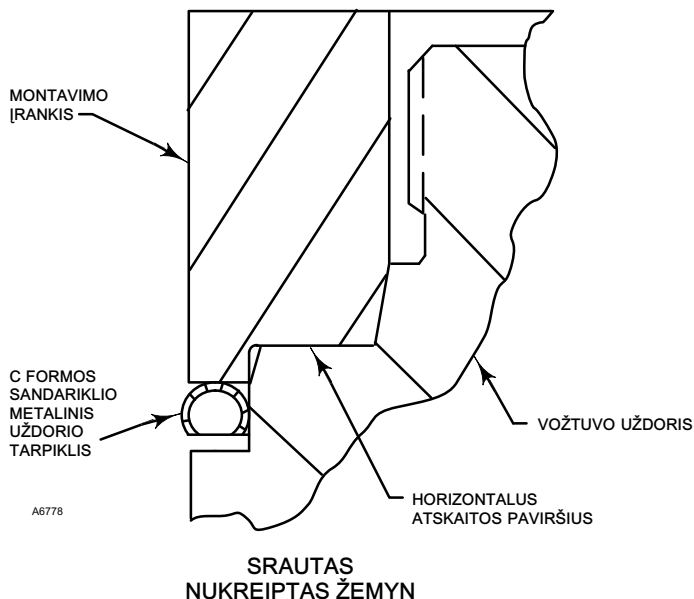 MONTAVIMO
ĮRANKIS
C FORMOS
SANDARIKLIO
METALINIS
UŽDORIO
TARPIKLIS
VOŽTUVO UŽDORIS
HORIZONTALUS
ATSKAITOS PAVIRŠIUS
A6778
SRAUTAS
NUKREIPTAS ŽEMYN